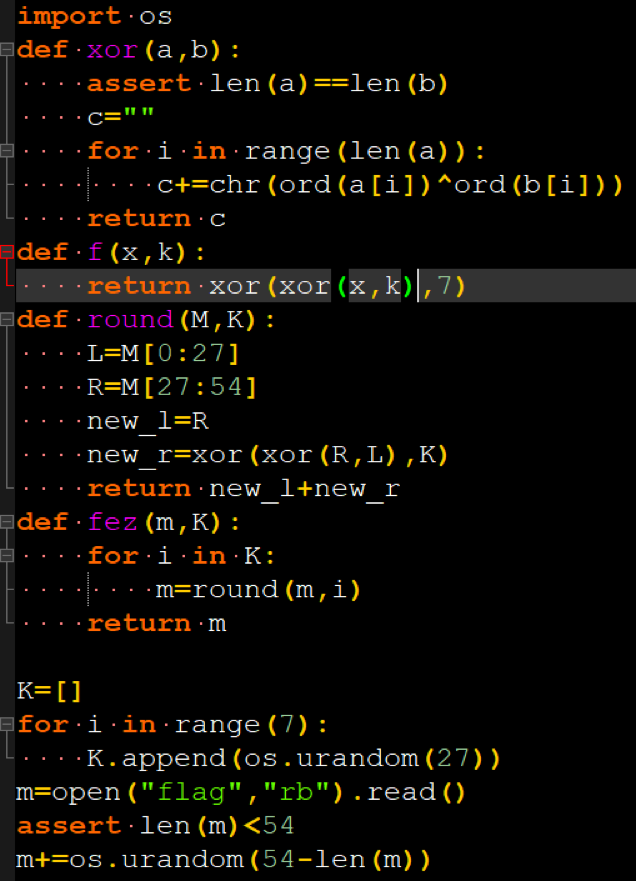 import os
def xor(a,b):
    assert len(a)==len(b)
    c=""
    for i in range(len(a)):
        c+=chr(ord(a[i])^ord(b[i]))
    return c
def f(x,k):
    return xor(xor(x,k),7)
def round(M,K):
    L=M[0:27]
    R=M[27:54]
    new_l=R
    new_r=xor(xor(R,L),K)
    return new_l+new_r
def fez(m,K):
    for i in K:
        m=round(m,i)
    return m

K=[]
for i in range(7):
    K.append(os.urandom(27))
m=open("flag","rb").read()
assert len(m)<54
m+=os.urandom(54-len(m))